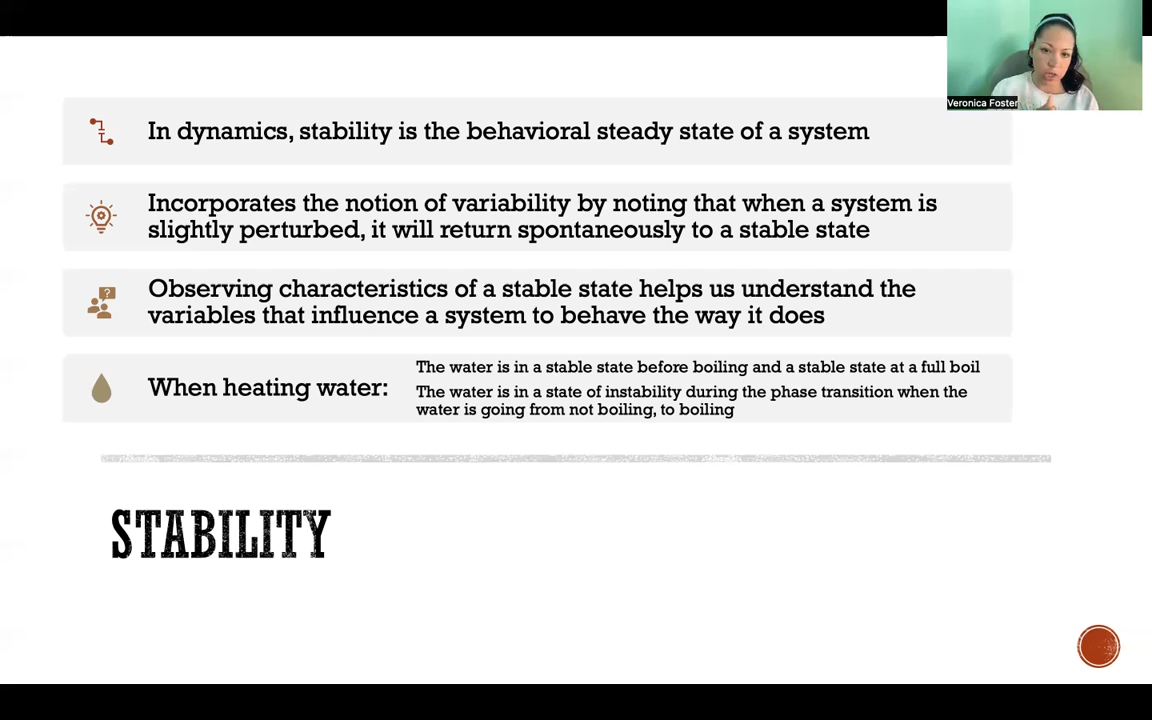 Veronica Foster
In dynamics, stability is the behavioral steady state of a system
Incorporates the notion of variability by noting that when a system is
slightly perturbed, it will return spontaneously to a stable state
?
Observing characteristics of a stable state helps us understand the
variables that influence a system to behave the way it does
When heating water:
The water is in a stable state before boiling and a stable state at a full boil
The water is in a state of instability during the phase transition when the
water is going from not boiling, to boiling
STABILITY